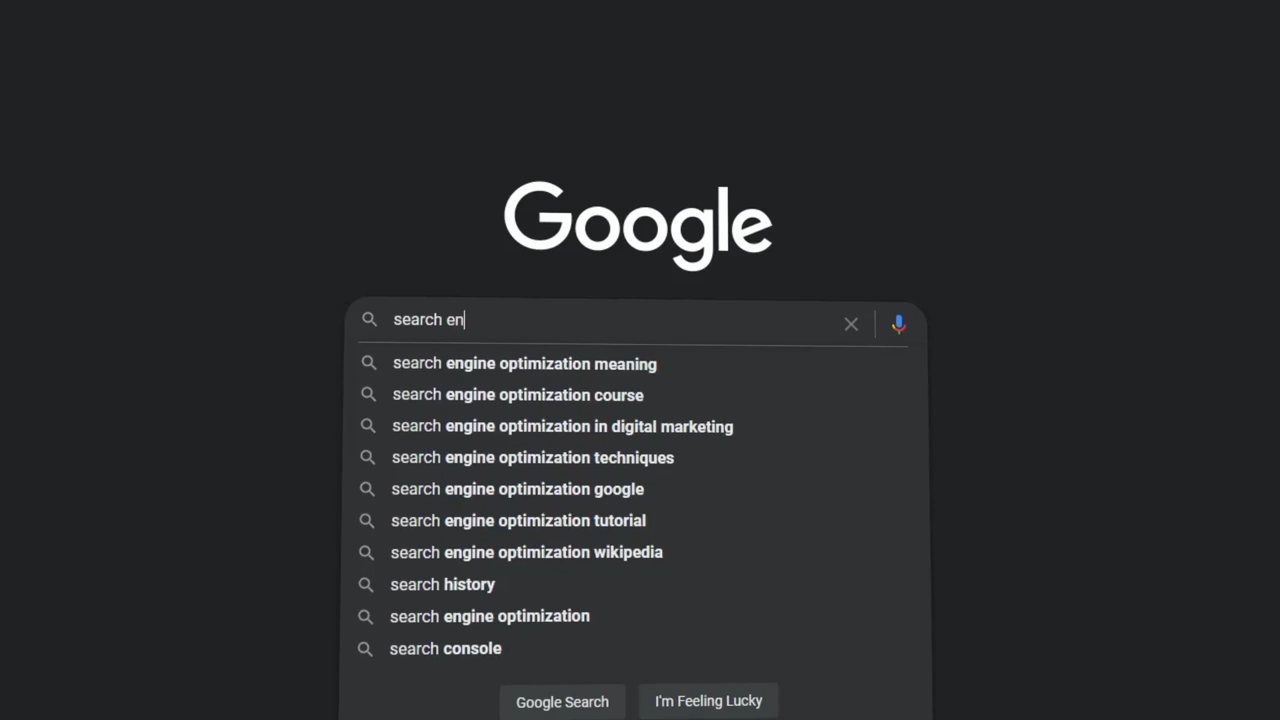 Google
search en
search engine optimization meaning
search engine optimization course
search engine optimization in digital marketing
search engine optimization techniques
search engine optimization google
search engine optimization tutorial
search engine optimization wikipedia
search history
search engine optimization
search console
Google Search I'm Feeling Lucky